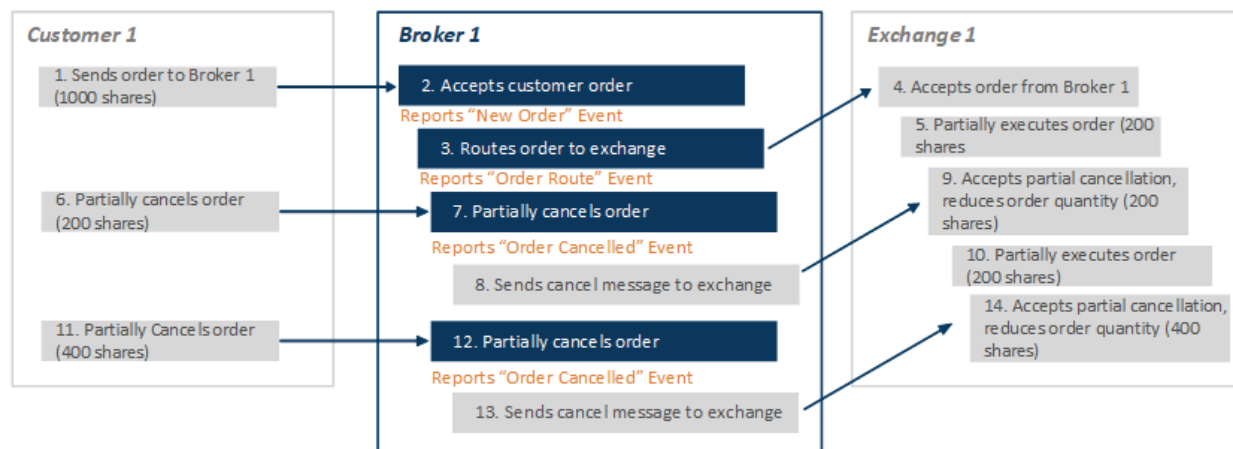 Customer 1
1. Sends order to Broker 1
(1000 shares)
6. Partially cancels order
(200 shares)
11. Partially Cancels order
(400 shares)
Broker 1
2. Accepts customer order
Reports “New Order” Event
3. Routes order to exchange
Reports “Order Route” Event
7. Partially cancels order
Reports “Order Cancelled” Event
8. Sends cancel message to exchange
12. Partially cancels order
Reports “Order Cancelled” Event
13. Sends cancel message to exchange
Exchange 1
4. Accepts order from Broker 1
5. Partially executes order (200
shares
9. Accepts partial cancellation,
reduces order quantity (200
shares)
10. Partially executes order
(200 shares)
14. Accepts partial cancellation,
reduces order quantity (400
shares)